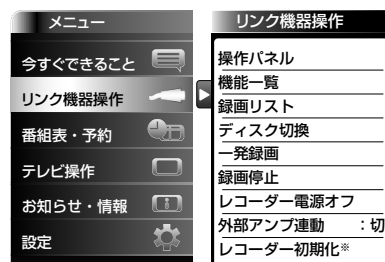 メニュー
今すぐできること
リンク機器操作
番組表・予約
テレビ操作
お知らせ・情報
設定
リンク機器操作
操作パネル
機能一覧
録画リスト
ディスク切換
一発録画
録画停止
レコーダー電源オフ
外部アンプ連動　：切
レコーダー初期化※